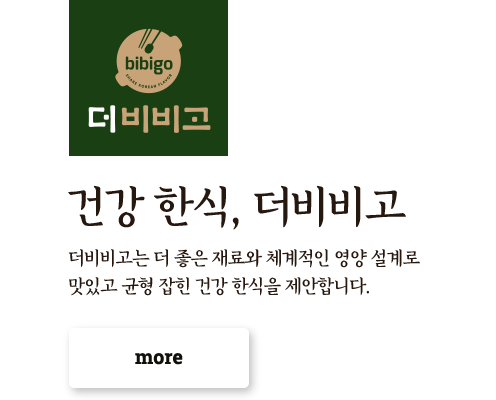 bibigo
SHARE KOREAN FLAVOR
더비비고
건강 한식, 더비비고
더비비고는 더 좋은 재료와 체계적인 영양 설계로
맛있고 균형 잡힌 건강 한식을 제안합니다.
more